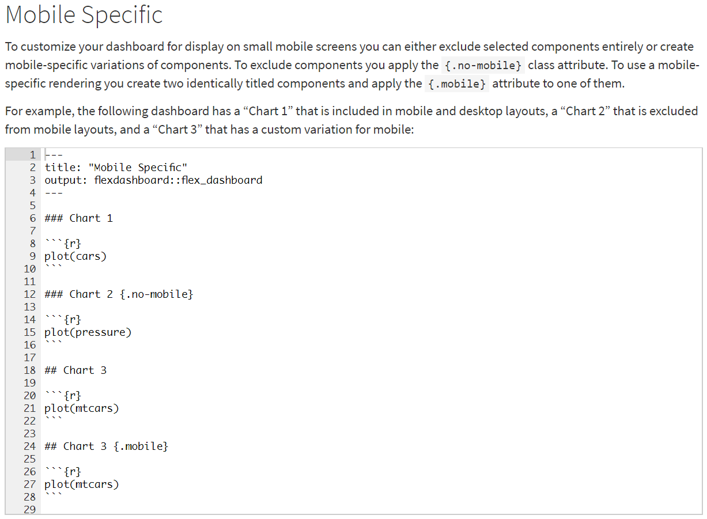 Mobile Specific
To customize your dashboard for display on small mobile screens you can either exclude selected components entirely or create
mobile-specific variations of components. To exclude components you apply the {.no-mobile} class attribute. To use a mobile-
specific rendering you create two identically titled components and apply the {.mobile} attribute to one of them.
For example, the following dashboard has a “Chart 1” that is included in mobile and desktop layouts, a “Chart 2” that is excluded
from mobile layouts, and a “Chart 3” that has a custom variation for mobile:
1 ---
2 title: "Mobile Specific"
3 output: flexdashboard::flex_dashboard
4 ---
5
6 ### Chart 1
7
8 ```{r}
9 plot(cars)
10 ```
11
12 ### Chart 2 {.no-mobile}
13
14 ```{r}
15 plot(pressure)
16 ```
17
18 ## Chart 3
19
20 ```{r}
21 plot(mtcars)
22 ```
23
24 ## Chart 3 {.mobile}
25
26 ```{r}
27 plot(mtcars)
28 ```
29